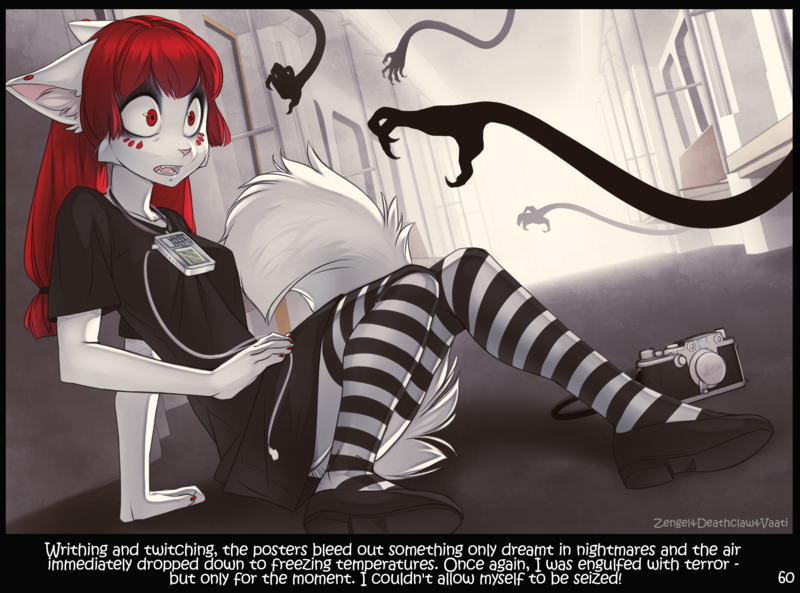 Zengel4Deathclaw4Vaati
Writhing and twitching, the posters bleed out something only dreamt in nightmares and the air
immediately dropped down to freezing temperatures. Once again, I was engulfed with terror -
but only for the moment. I couldn't allow myself to be seized!
60